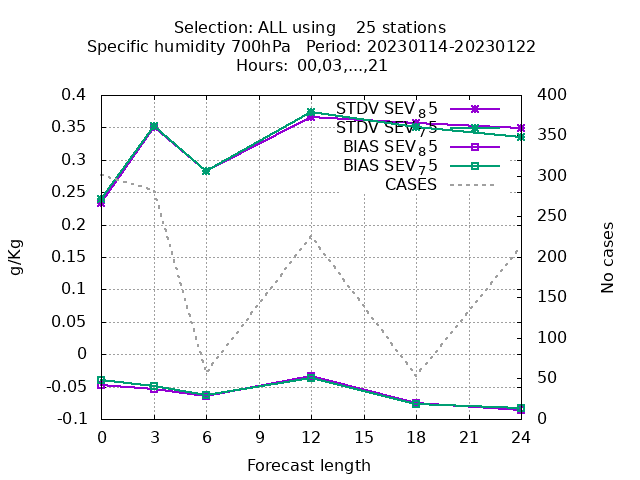 Selection: ALL using 25 stations
Specific humidity 700hPa Period: 20230114-20230122
Hours: 00,03,...,21
0.4
0.35
0.3
0.25
0.2
0.15
0.1
0.05
0
-0.05
-0.1
g/Kg
STDV SEV85
STDV SEV75
BIAS SEV85
BIAS SEV75
CASES
400
350
300
250
200
150
100
50
0
No cases
0 3 6 9 12 15 18 21 24
Forecast length